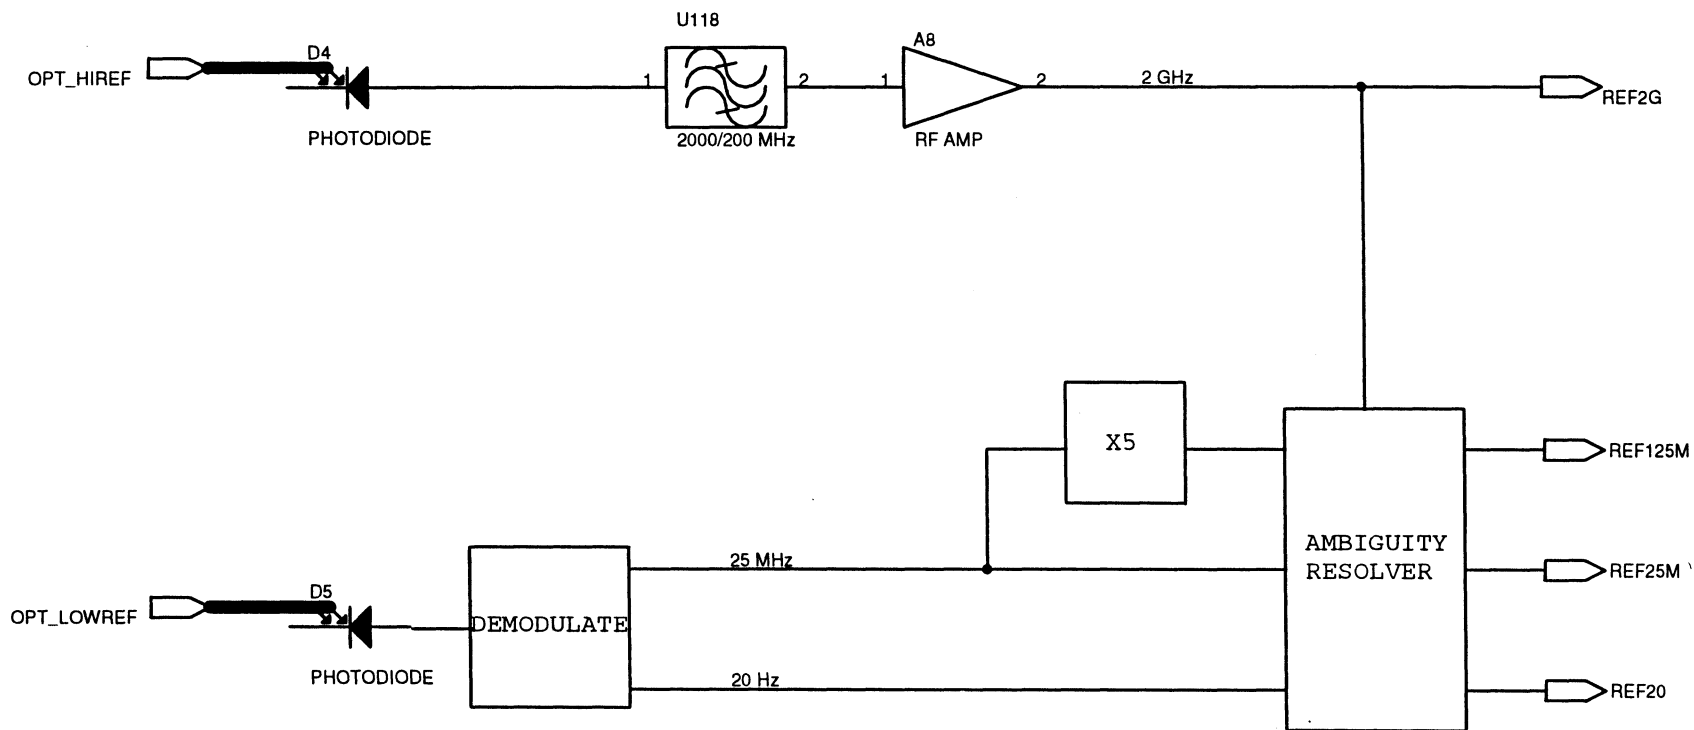 U118
D4
A8
OPT_HIREF
1
2
1
2
2 GHz
REF2G
PHOTODIODE
2000/200 MHz
RF AMP
X5
REF125M
25 MHz
AMBIGUITY
RESOLVER
REF25M
D5
OPT_LOWREF
DEMODULATE
PHOTODIODE
20 Hz
REF20